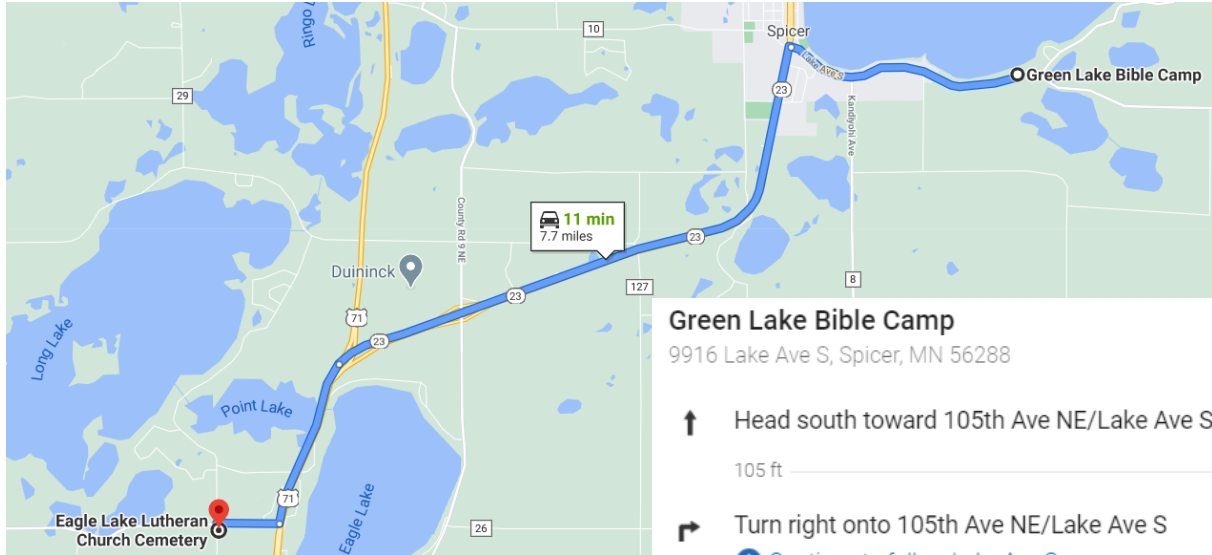 Ringo L
10
Spicer
Lake Ave S
Green Lake Bible Camp
29
23
Kandiyohi Ave
County Rd 9 NE
11 min
7.7 miles
23
Duininck
127
8
23
71
23
Long Lake
Point Lake
71
Eagle Lake
26
Eagle Lake Lutheran
Church Cemetery
Green Lake Bible Camp
9916 Lake Ave S, Spicer, MN 56288
Head south toward 105th Ave NE/Lake Ave S
105 ft
Turn right onto 105th Ave NE/Lake Ave S